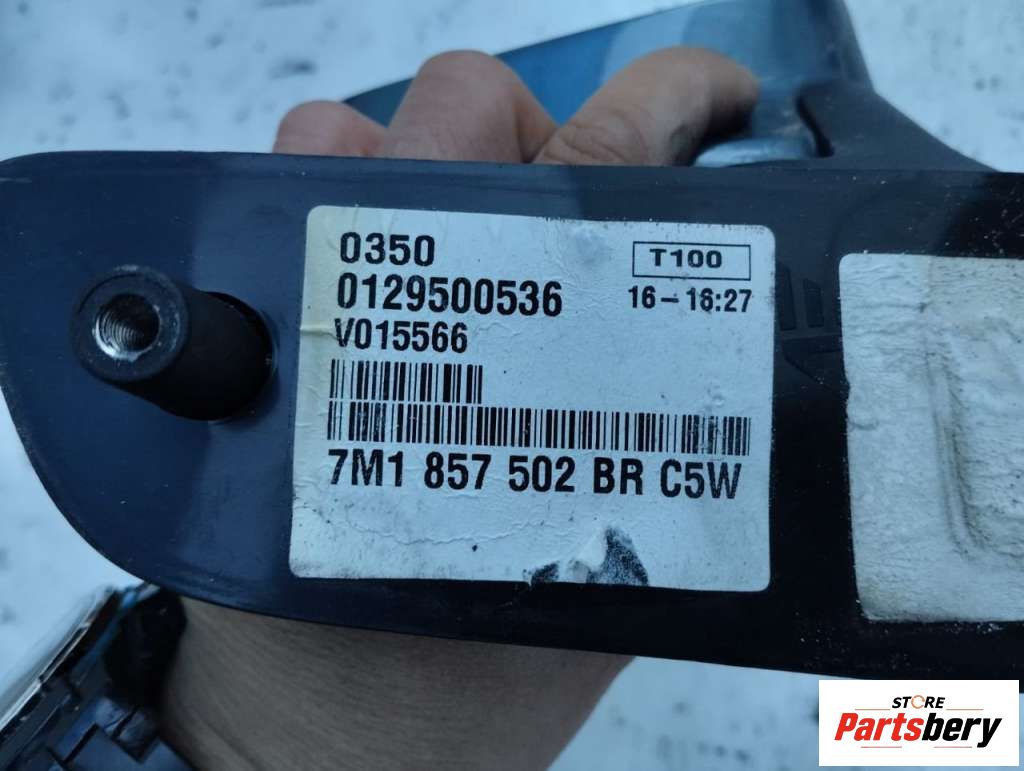 0350
T100
0129500536
16-16:27
V015566
7M1 857 502 BR C5W
STORE
Partsbery